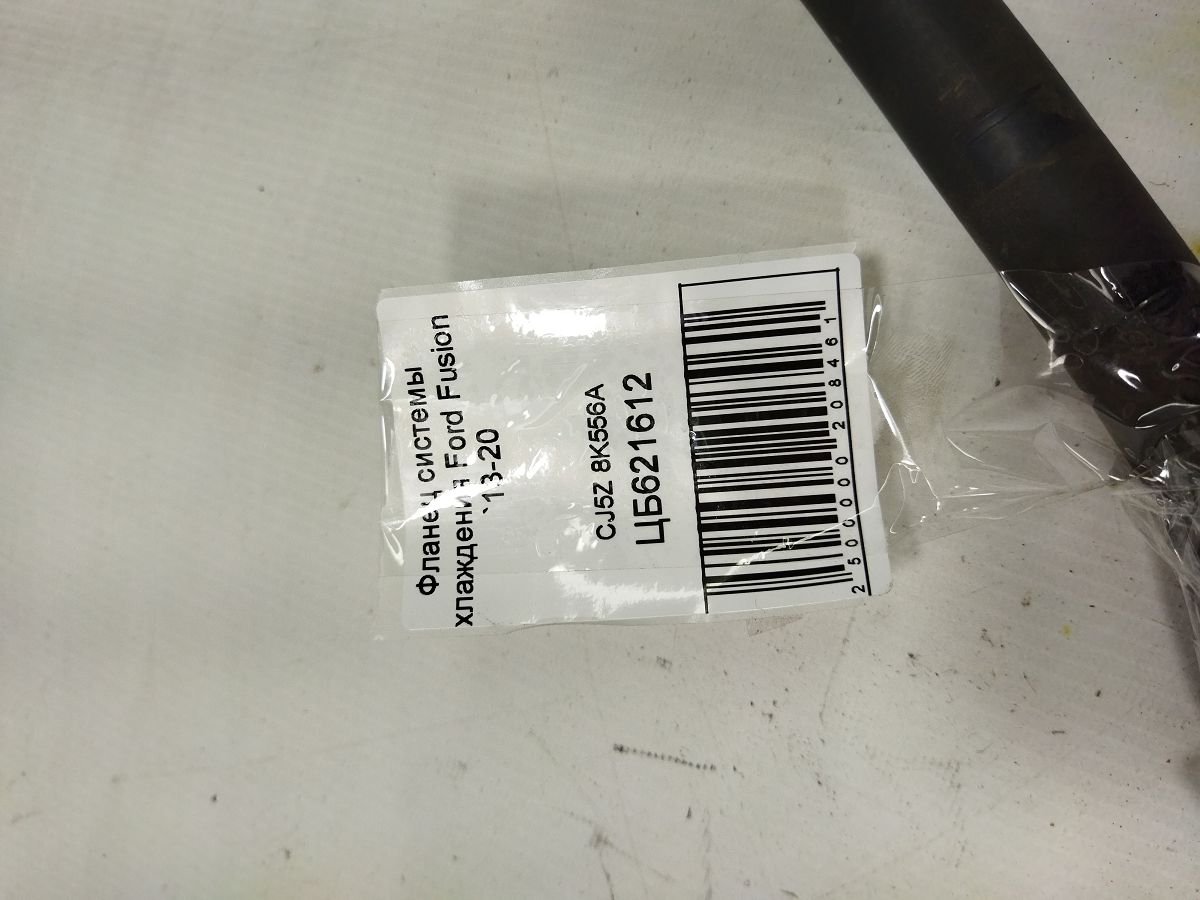 Фланец системы
хлаждения Ford Fusion
`13-20
CJ5Z 8K556A
ЦБ621612
2500000208461